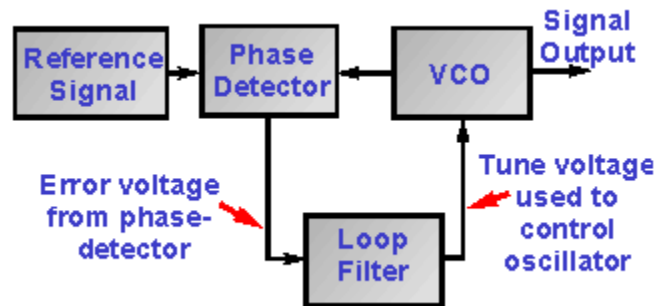 Reference
Signal
Phase
Detector
VCO
Signal
Output
Error voltage
from phase-
detector
Loop
Filter
Tune voltage
used to
control
oscillator